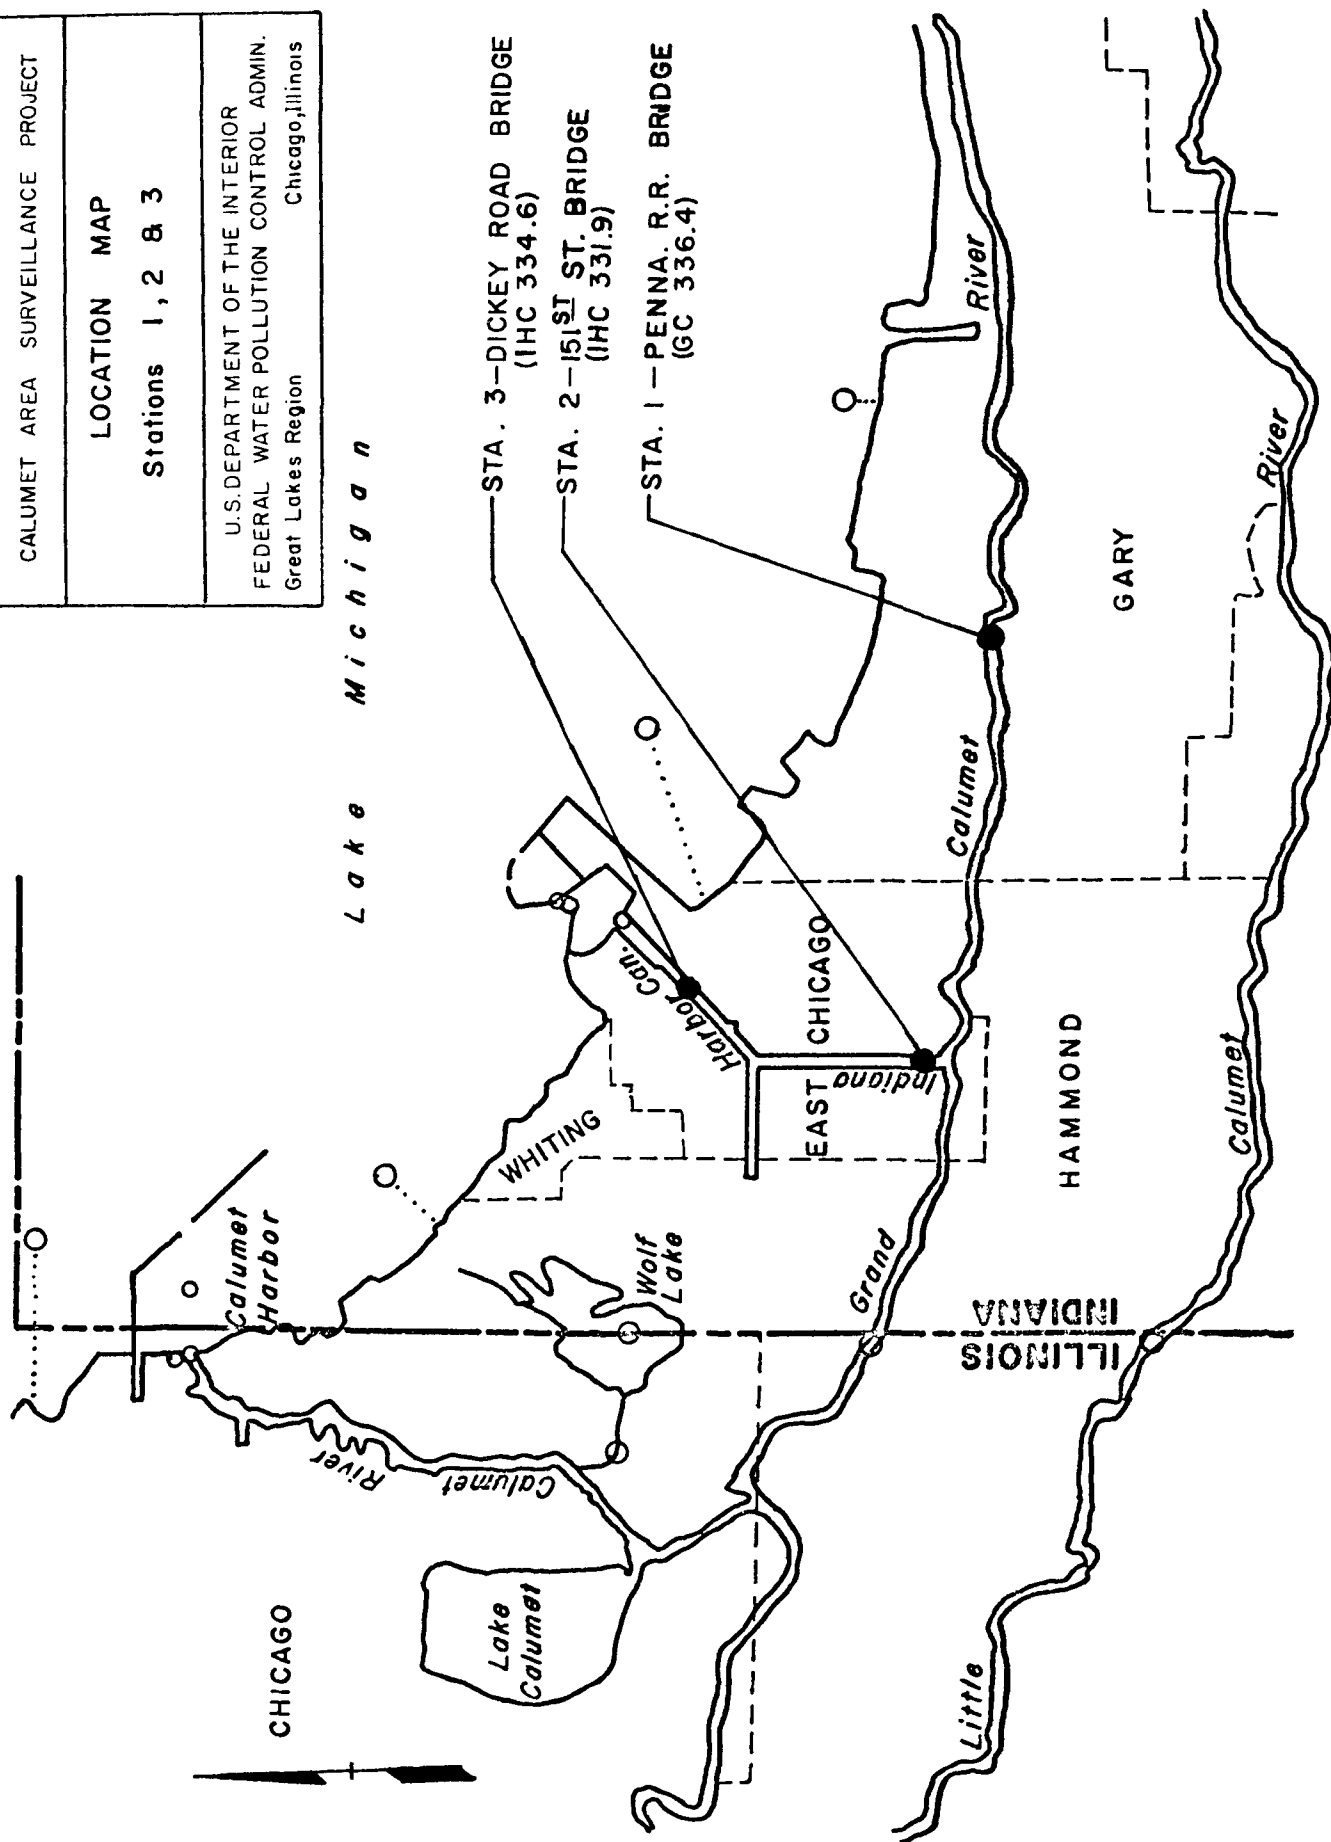 CALUMET AREA SURVEILLANCE PROJECT
LOCATION MAP
Stations 1, 2 & 3
U.S. DEPARTMENT OF THE INTERIOR
FEDERAL WATER POLLUTION CONTROL ADMIN.
Great Lakes Region Chicago, Illinois
Lake Michigan
STA. 3–DICKEY ROAD BRIDGE
(IHC 334.6)
STA. 2–151ST ST. BRIDGE
(IHC 331.9)
STA. 1–PENNA. R.R. BRIDGE
(GC 336.4)
CHICAGO
Calumet
Harbor
River
Calumet
Lake
Calumet
Wolf
Lake
WHITING
Harbor Can.
Indiana
EAST CHICAGO
Grand
Calumet
River
ILLINOIS
INDIANA
HAMMOND
GARY
Little
Calumet
River